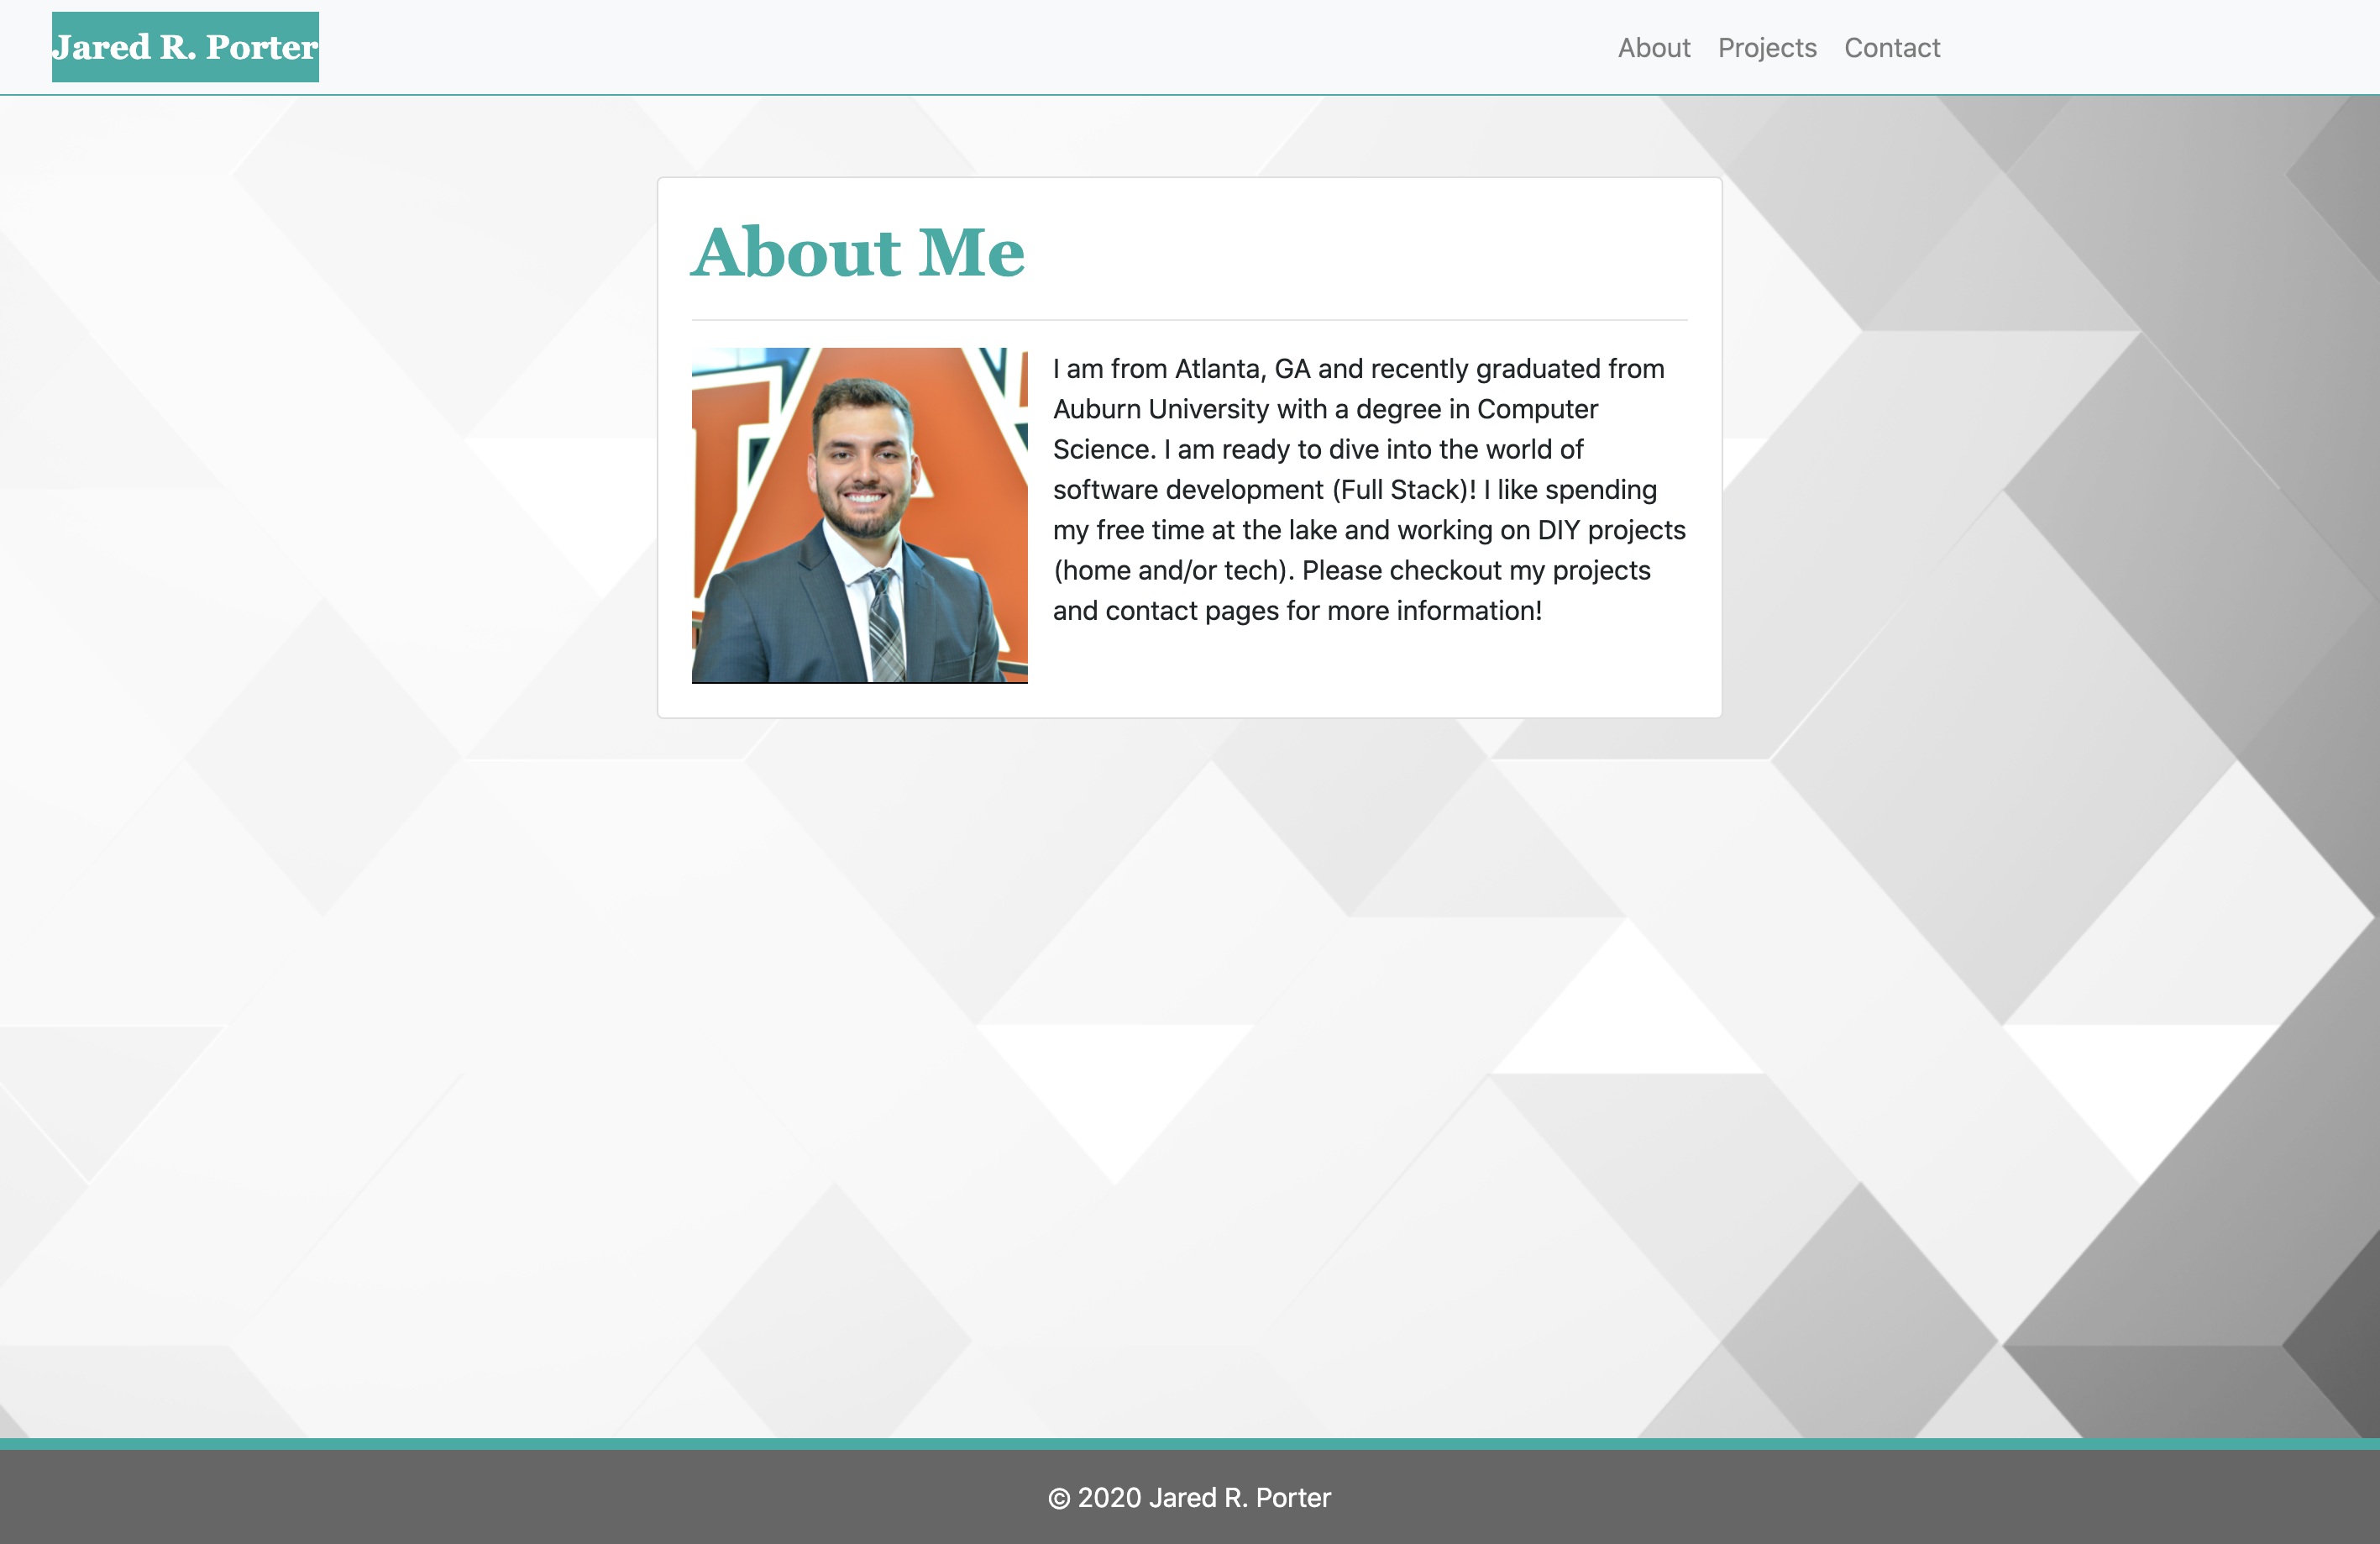 Jared R. Porter
About Projects Contact
About Me
I am from Atlanta, GA and recently graduated from
Auburn University with a degree in Computer
Science. I am ready to dive into the world of
software development (Full Stack)! I like spending
my free time at the lake and working on DIY projects
(home and/or tech). Please checkout my projects
and contact pages for more information!
© 2020 Jared R. Porter